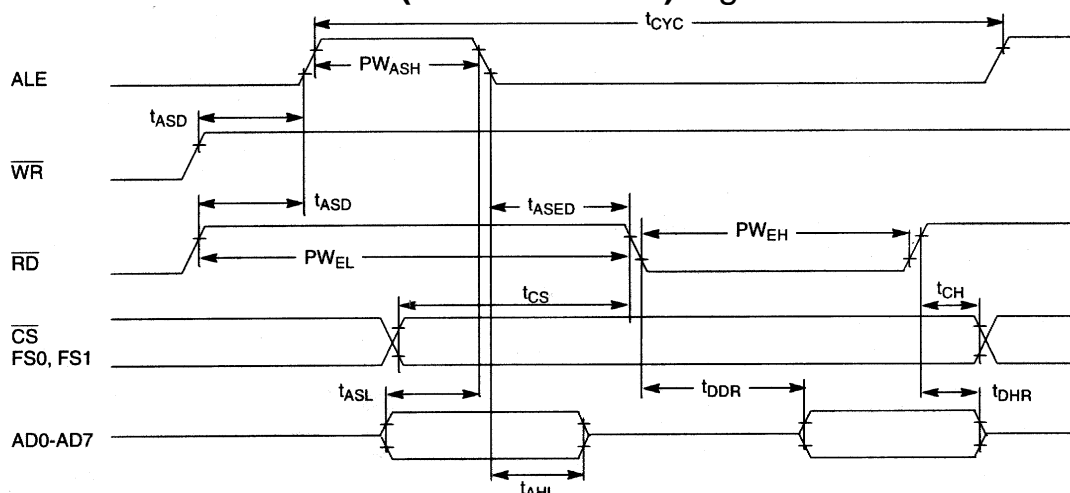 tCYC
ALE
PWASH
tASD
WR
tASD
tASED
RD
PWEL
PWEH
tCS
tCH
CS
FS0, FS1
tASL
tDDR
tDHR
AD0-AD7
tAHL